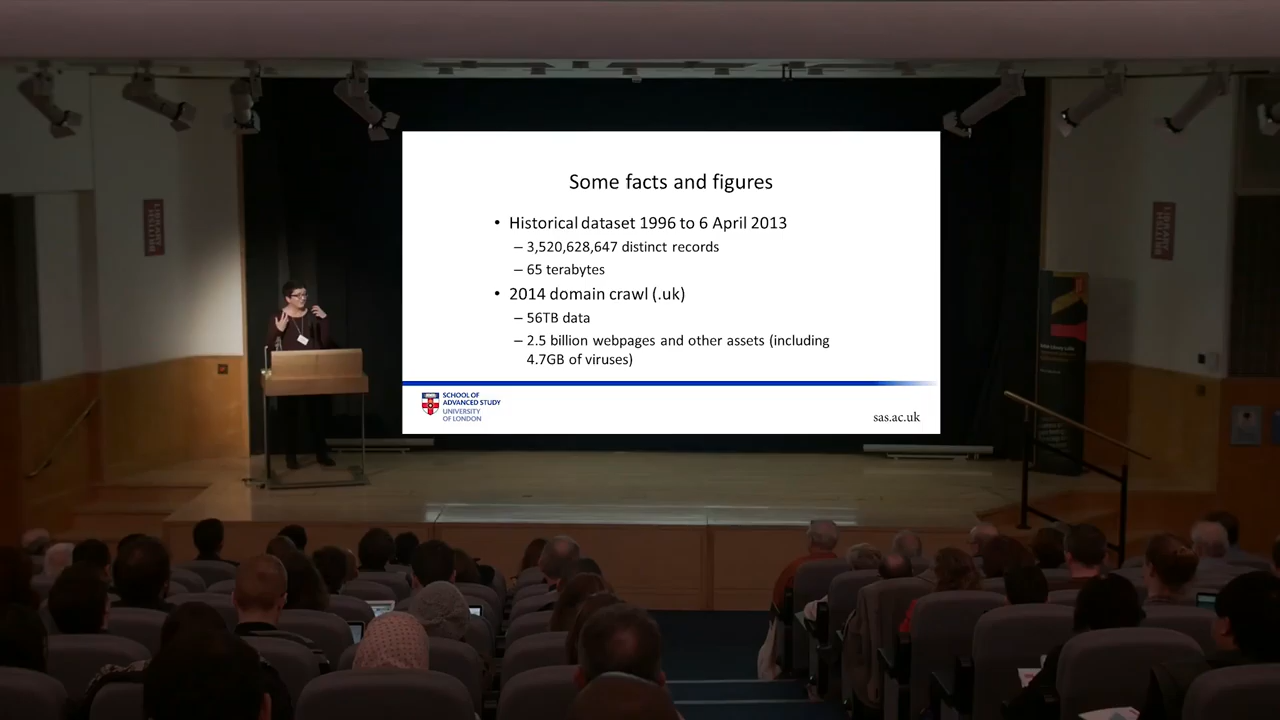 Some facts and figures
• Historical dataset 1996 to 6 April 2013
– 3,520,628,647 distinct records
– 65 terabytes
• 2014 domain crawl (.uk)
– 56TB data
– 2.5 billion webpages and other assets (including
4.7GB of viruses)
SCHOOL OF
ADVANCED STUDY
UNIVERSITY
OF LONDON
sas.ac.uk